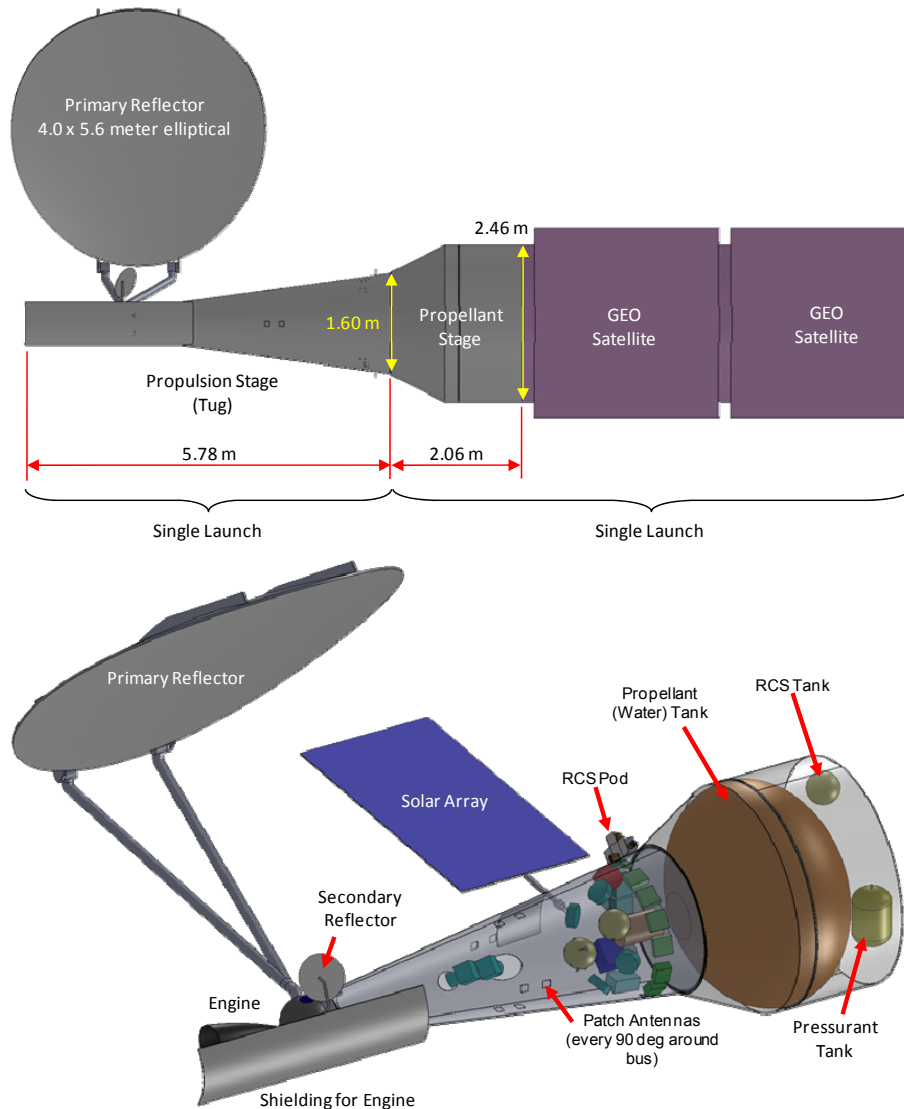 Primary Reflector
4.0 x 5.6 meter elliptical
2.46 m
1.60 m
Propellant
Stage
GEO
Satellite
GEO
Satellite
Propulsion Stage
(Tug)
5.78 m
2.06 m
Single Launch
Single Launch
Primary Reflector
Propellant
(Water) Tank
RCS Tank
RCS Pod
Solar Array
Secondary
Reflector
Engine
Patch Antennas
(every 90 deg around
bus)
Pressurant
Tank
Shielding for Engine